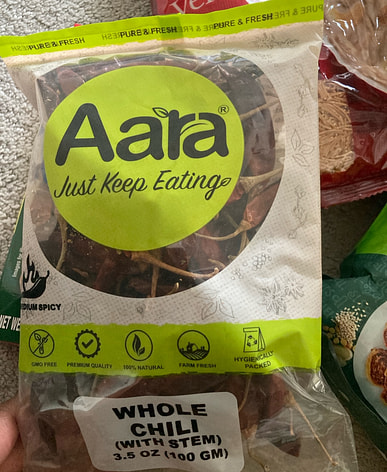 PURE & FRESH
PURE & FRESH
PURE & FRESH
Aara®
Just Keep Eating
MEDIUM SPICY
GMO FREE
PREMIUM QUALITY
100% NATURAL
FARM FRESH
HYGIENICALLY PACKED
WHOLE
CHILI
(WITH STEM)
3.5 OZ (100 GM)